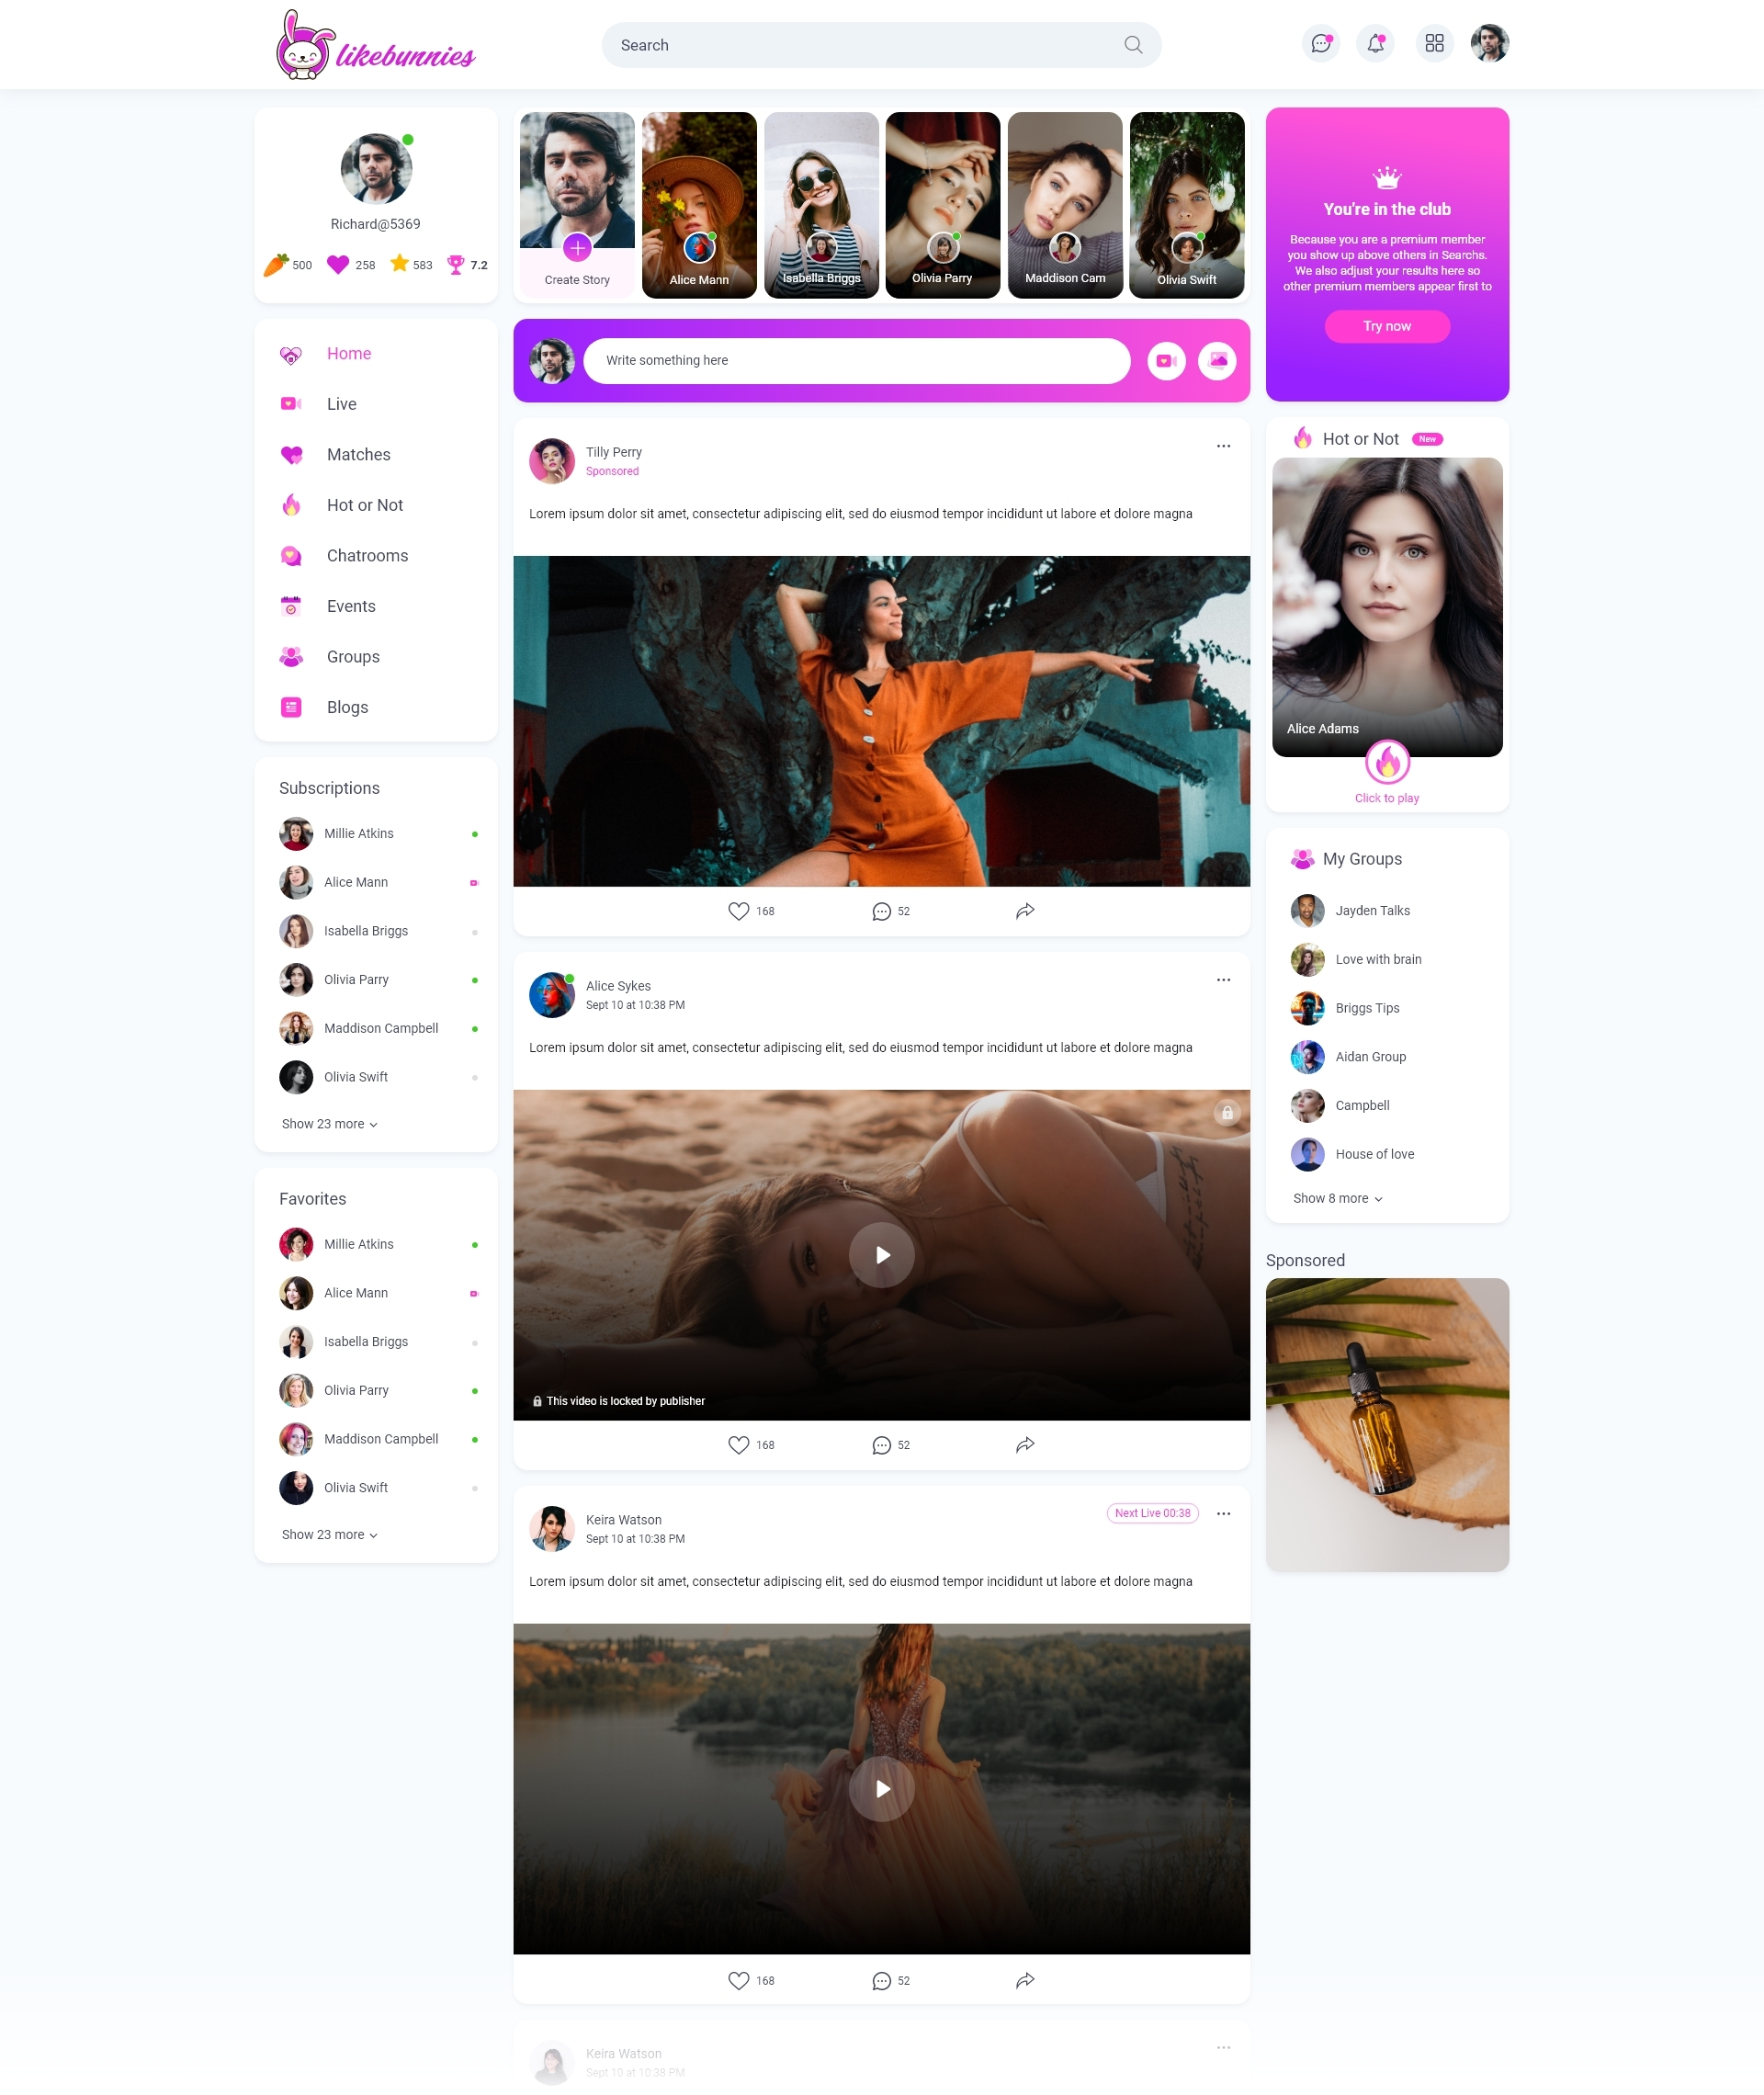 likebunnies
Search
Richard@5369
500
258
583
7.2
Home
Live
Matches
Hot or Not
Chatrooms
Events
Groups
Blogs
Subscriptions
Millie Atkins
Alice Mann
Isabella Briggs
Olivia Parry
Maddison Campbell
Olivia Swift
Show 23 more
Favorites
Millie Atkins
Alice Mann
Isabella Briggs
Olivia Parry
Maddison Campbell
Olivia Swift
Show 23 more
Create Story
Alice Mann
Isabella Briggs
Olivia Parry
Maddison Cam
Olivia Swift
Write something here
Tilly Perry
Sponsored
Lorem ipsum dolor sit amet, consectetur adipiscing elit, sed do eiusmod tempor incididunt ut labore et dolore magna
168
52
Alice Sykes
Sept 10 at 10:38 PM
Lorem ipsum dolor sit amet, consectetur adipiscing elit, sed do eiusmod tempor incididunt ut labore et dolore magna
This video is locked by publisher
168
52
Keira Watson
Sept 10 at 10:38 PM
Next Live 00:38
Lorem ipsum dolor sit amet, consectetur adipiscing elit, sed do eiusmod tempor incididunt ut labore et dolore magna
168
52
Keira Watson
Sept 10 at 10:38 PM
You're in the club
Because you are a premium member
you show up above others in Searchs.
We also adjust your results here so
other premium members appear first to
Try now
Hot or Not
New
Alice Adams
Click to play
My Groups
Jayden Talks
Love with brain
Briggs Tips
Aidan Group
Campbell
House of love
Show 8 more
Sponsored